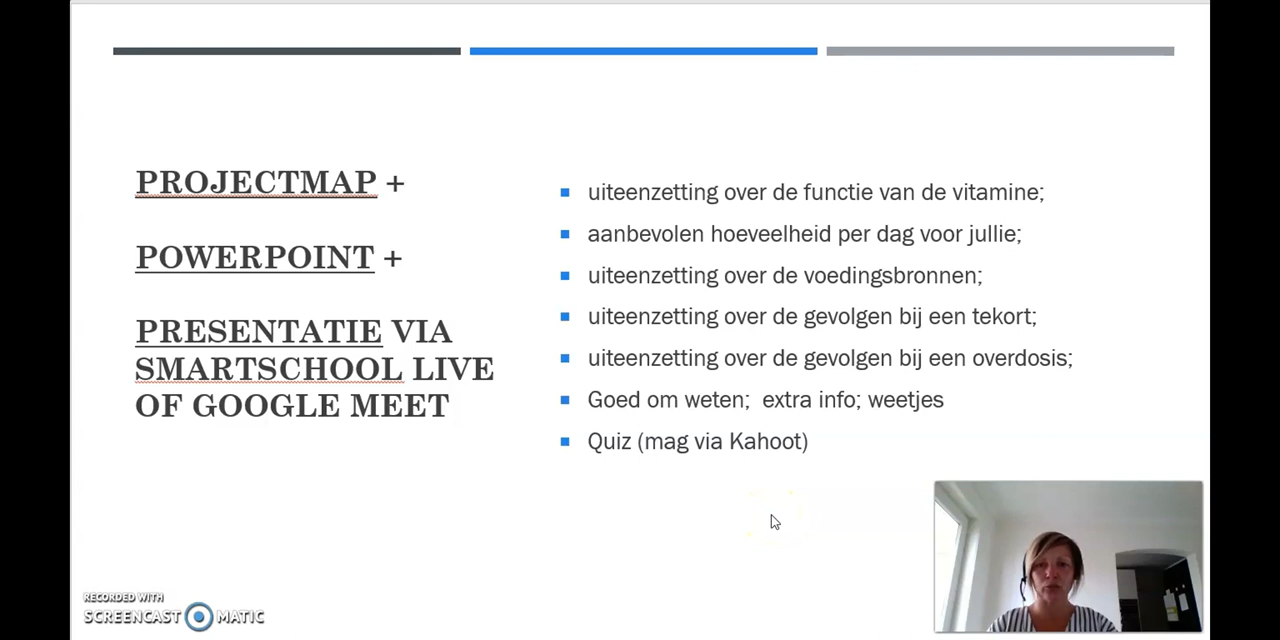 PROJECTMAP +
POWERPOINT +
PRESENTATIE VIA
SMARTSCHOOL LIVE
OF GOOGLE MEET
uiteenzetting over de functie van de vitamine;
aanbevolen hoeveelheid per dag voor jullie;
uiteenzetting over de voedingsbronnen;
uiteenzetting over de gevolgen bij een tekort;
uiteenzetting over de gevolgen bij een overdosis;
Goed om weten;  extra info; weetjes
Quiz (mag via Kahoot)
RECORDED WITH
SCREENCAST MATIC